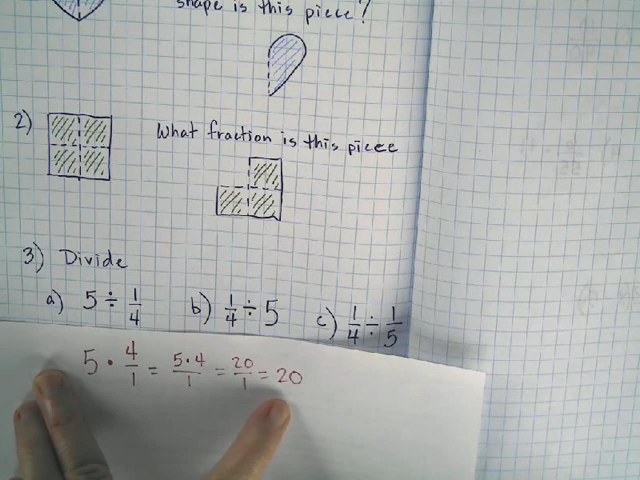 shape is this piece?
2) What fraction is this piece
3) Divide
a) 5 ÷ 1/4 b) 1/4 ÷ 5 c) 1/4 ÷ 1/5
5 · 4/1 = 5·4/1 = 20/1 = 20